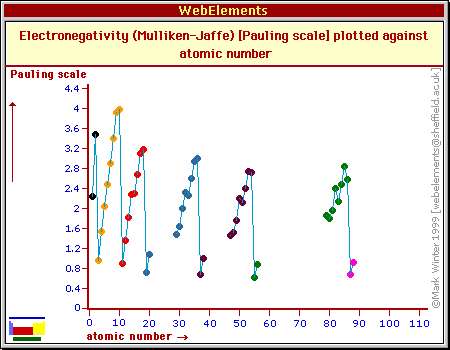 WebElements
Electronegativity (Mulliken-Jaffe) [Pauling scale] plotted against
atomic number
Pauling scale
4.4
4
3.6
3.2
2.8
2.4
2
1.6
1.2
0.8
0.4
0
0 10 20 30 40 50 60 70 80 90 100 110
atomic number →
©Mark Winter 1999 [webelements@sheffield.ac.uk]